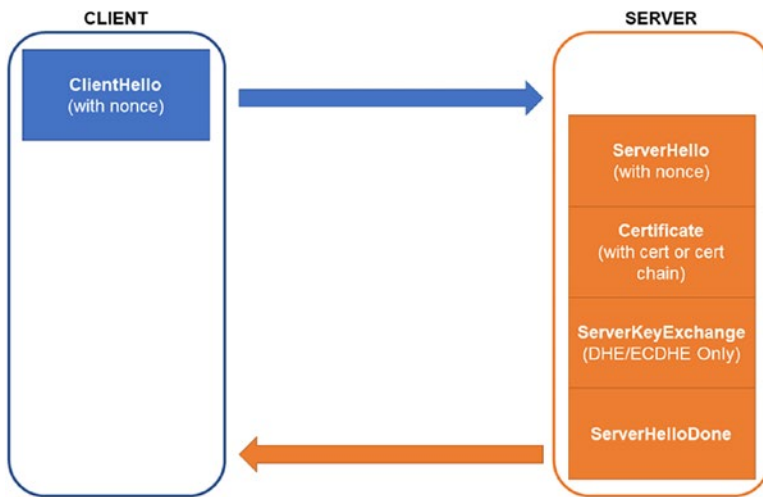 CLIENT
SERVER
ClientHello
(with nonce)
ServerHello
(with nonce)
Certificate
(with cert or cert
chain)
ServerKeyExchange
(DHE/ECDHE Only)
ServerHelloDone